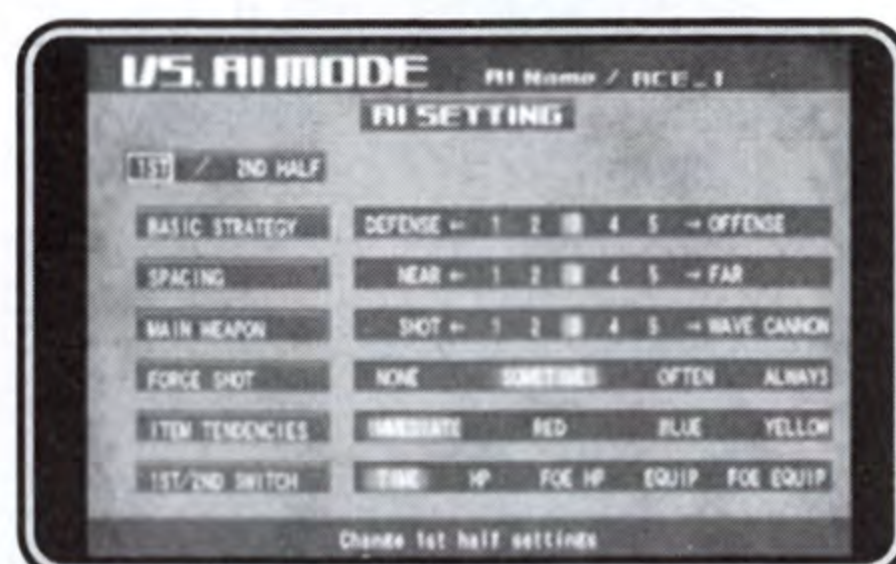 VS. AI MODE AI Name / ACE_1
AI SETTING
1ST / 2ND HALF
BASIC STRATEGY DEFENSE ← 1 2 3 4 5 → OFFENSE
SPACING NEAR ← 1 2 3 4 5 → FAR
MAIN WEAPON SHOT ← 1 2 3 4 5 → WAVE CANNON
FORCE SHOT NONE SOMETIMES OFTEN ALWAYS
ITEM TENDENCIES IMMEDIATE RED BLUE YELLOW
1ST/2ND SWITCH TIME HP FOE HP EQUIP FOE EQUIP
Change 1st half settings